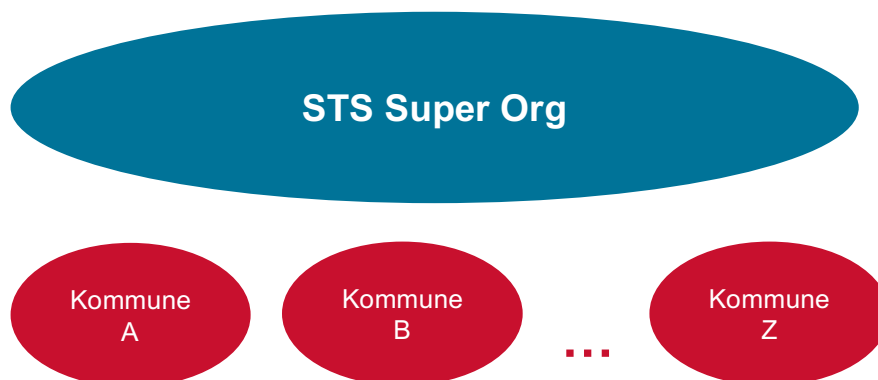 STS Super Org
Kommune
A
Kommune
B
...
Kommune
Z